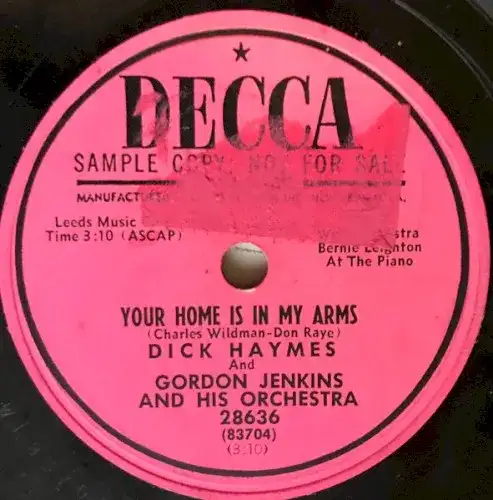 DECCA
SAMPLE COPY NOT FOR SALE
MANUFACTURED
Leeds Music
Time 3:10 (ASCAP)
Bernie Leighton
At The Piano
YOUR HOME IS IN MY ARMS
(Charles Wildman-Don Raye)
DICK HAYMES
And
GORDON JENKINS
AND HIS ORCHESTRA
28636
(83704)
(3:10)